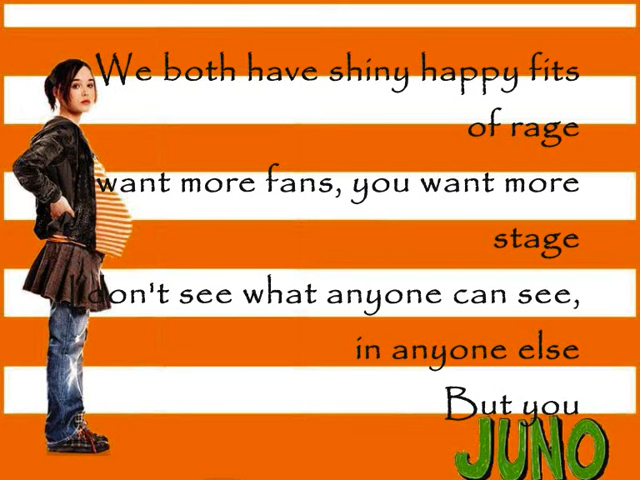 We both have shiny happy fits
of rage
want more fans, you want more
stage
I don't see what anyone can see,
in anyone else
But you
JUNO